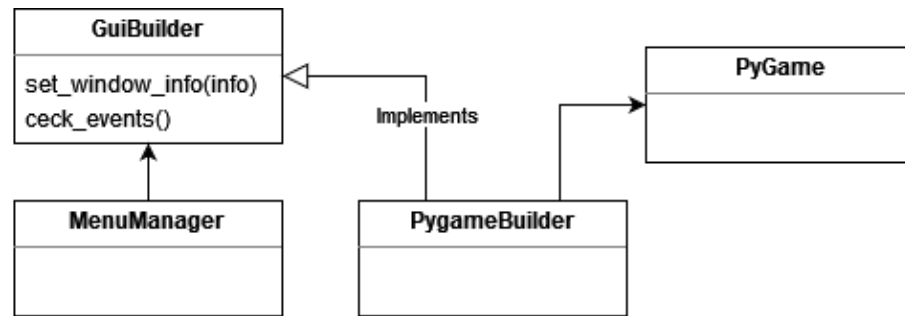 GuiBuilder
set_window_info(info)
ceck_events()
PyGame
Implements
MenuManager
PygameBuilder